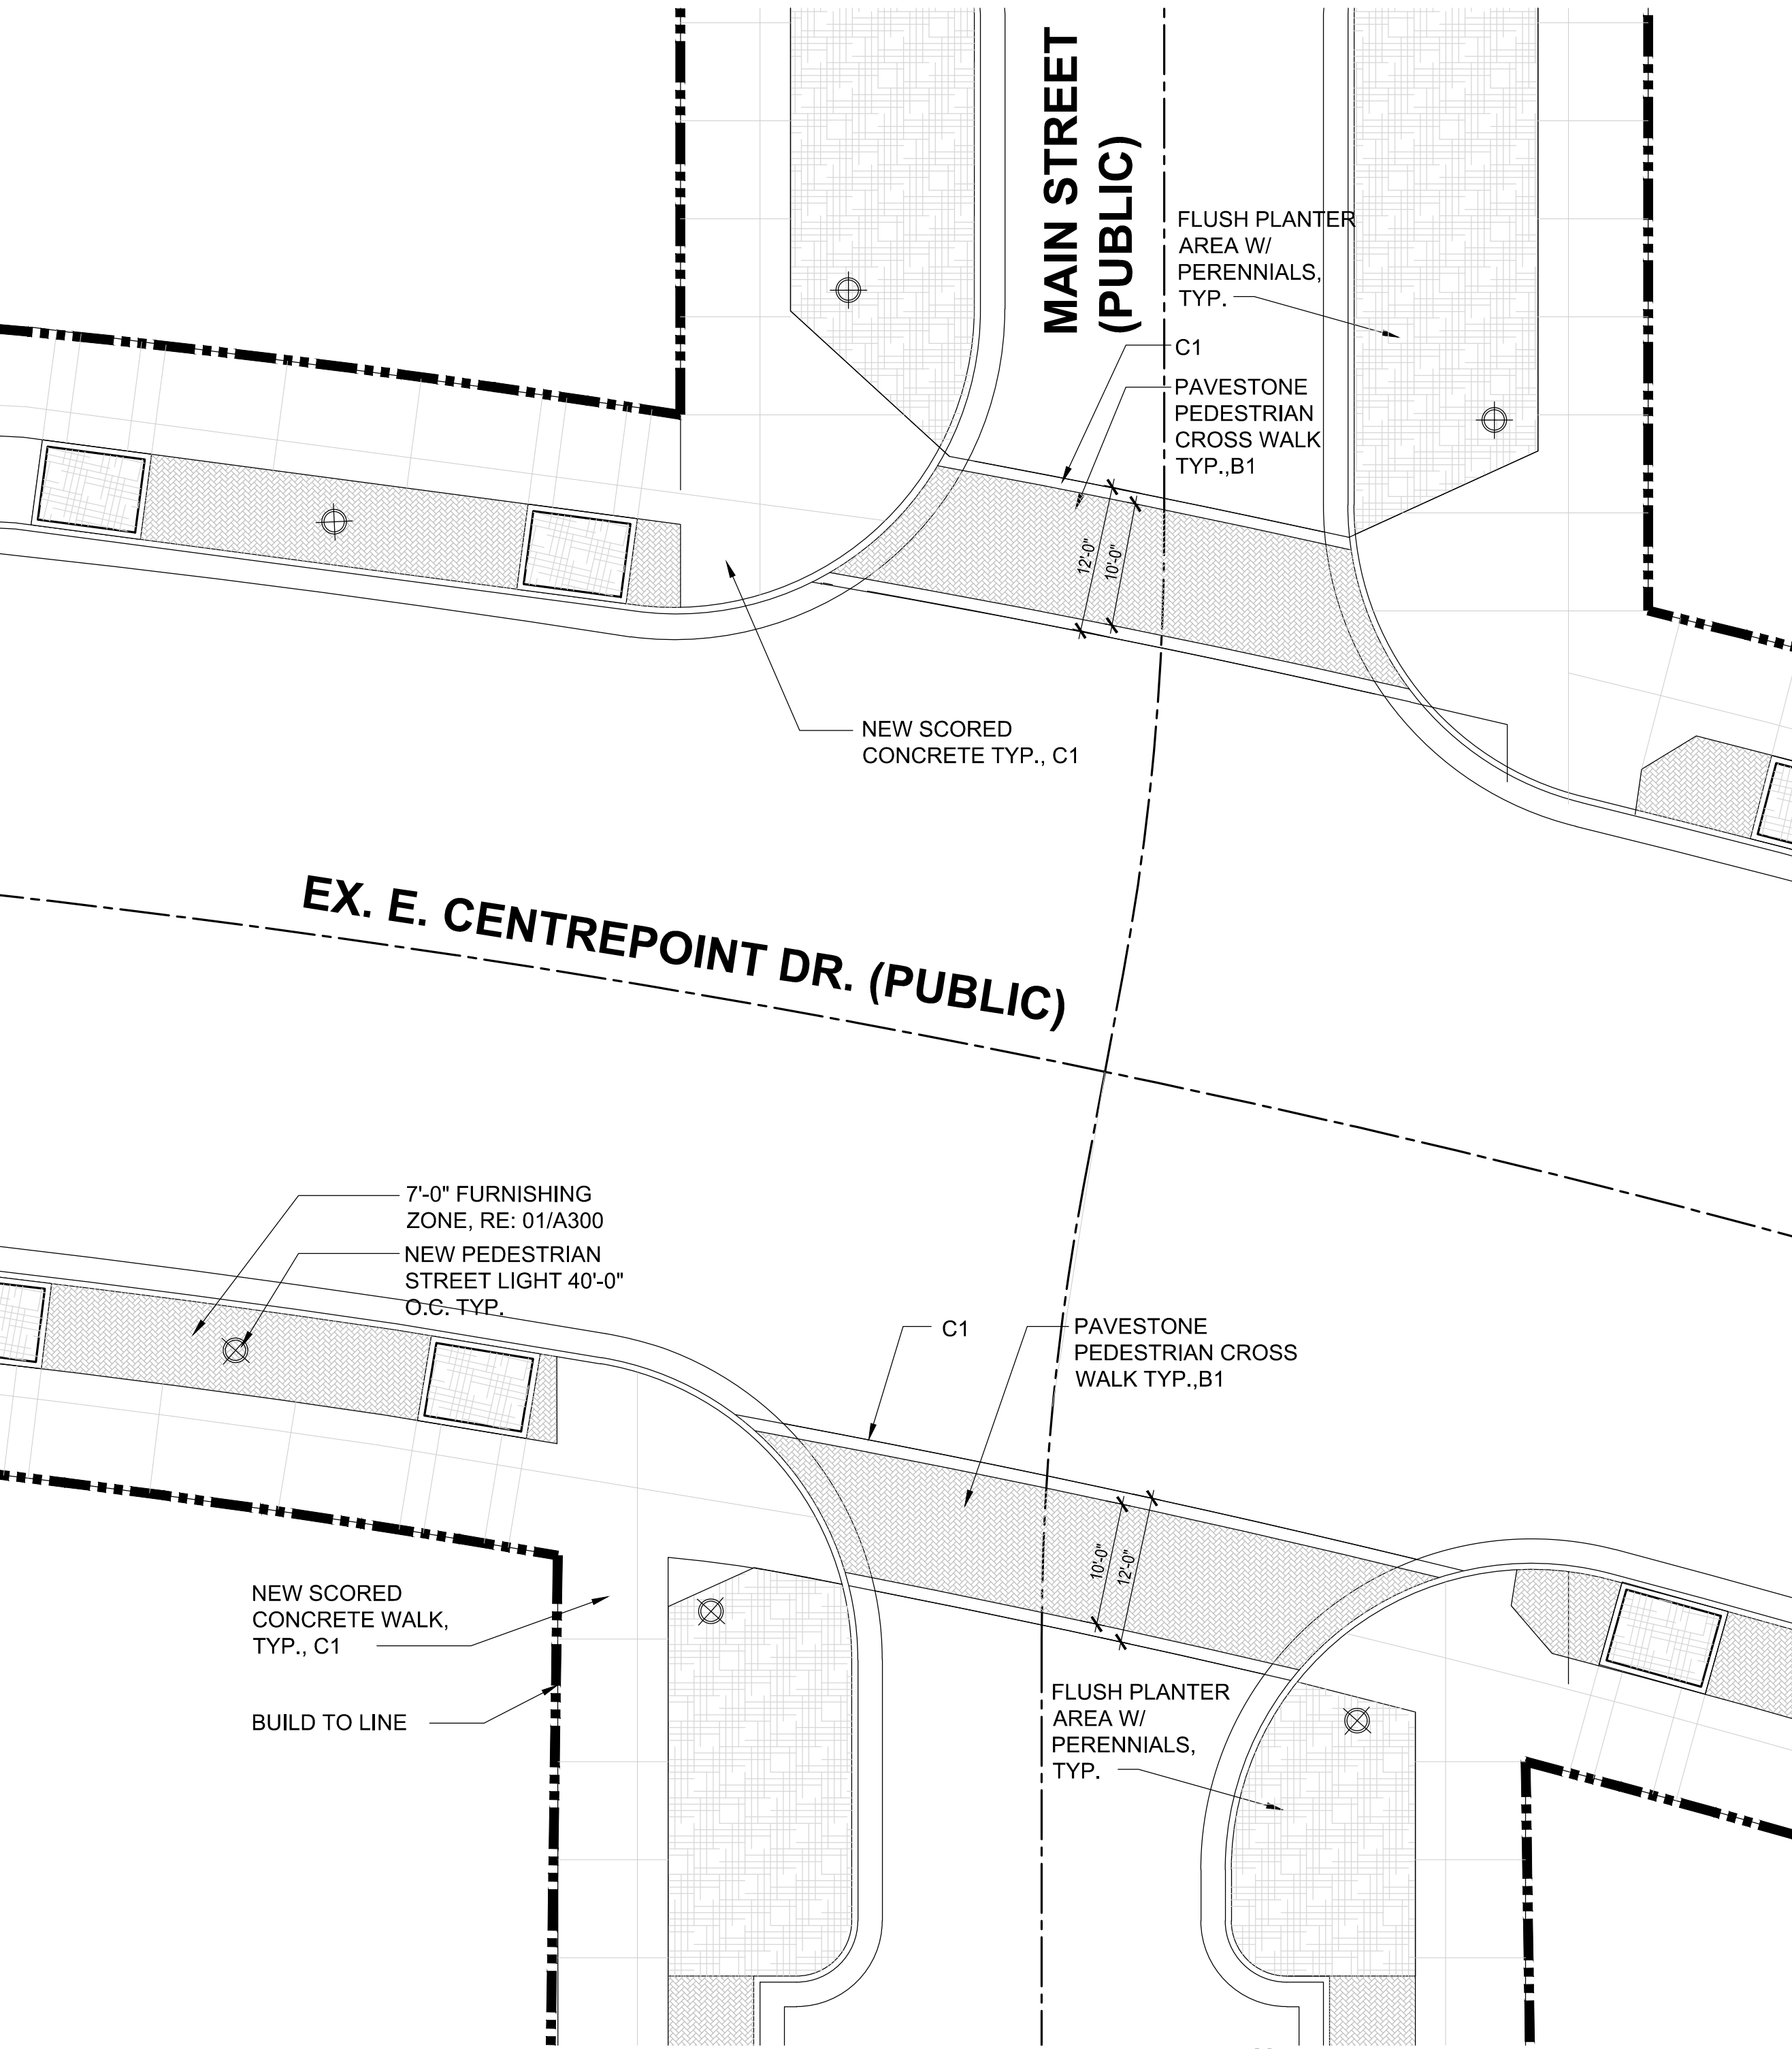 MAIN STREET
(PUBLIC)
FLUSH PLANTER
AREA W/
PERENNIALS,
TYP.
C1
PAVESTONE
PEDESTRIAN
CROSS WALK
TYP.,B1
12'-0"
10'-0"
NEW SCORED
CONCRETE TYP., C1
EX. E. CENTREPOINT DR. (PUBLIC)
7'-0" FURNISHING
ZONE, RE: 01/A300
NEW PEDESTRIAN
STREET LIGHT 40'-0"
O.C. TYP.
C1
PAVESTONE
PEDESTRIAN CROSS
WALK TYP.,B1
10'-0"
12'-0"
NEW SCORED
CONCRETE WALK,
TYP., C1
BUILD TO LINE
FLUSH PLANTER
AREA W/
PERENNIALS,
TYP.